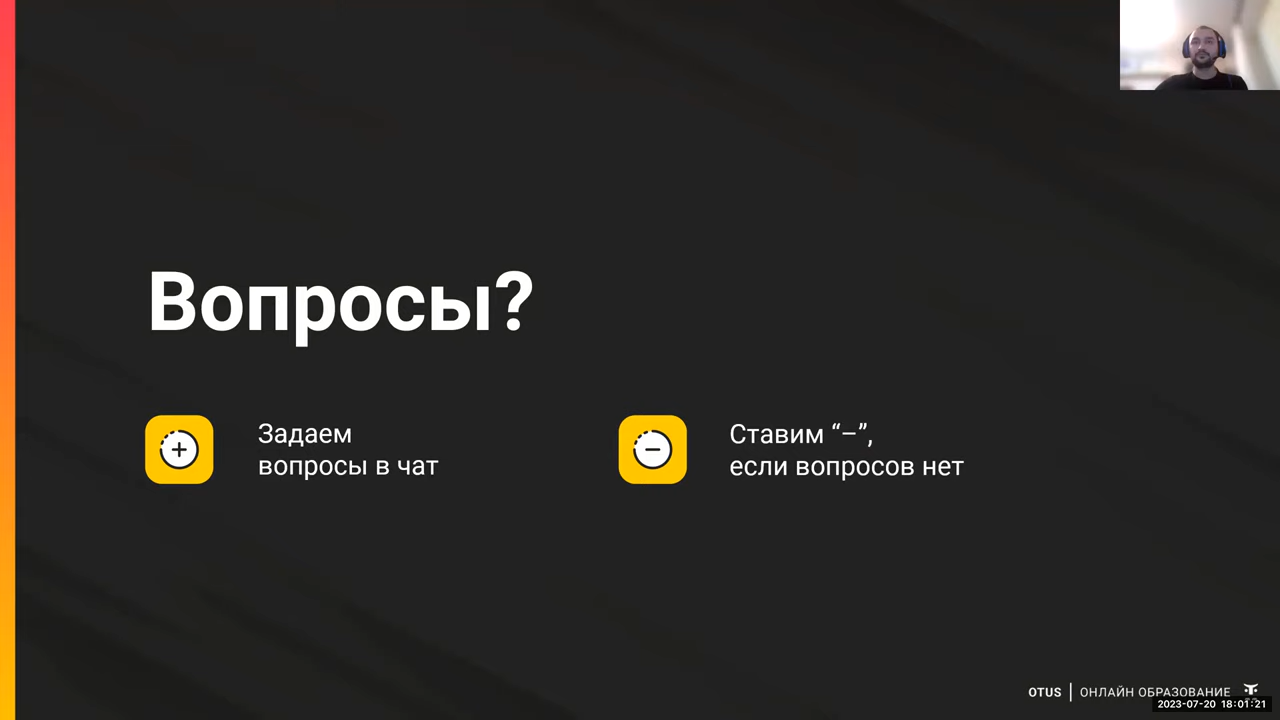 Вопросы?
Задаем
вопросы в чат
Ставим “–”,
если вопросов нет
OTUS | ОНЛАЙН ОБРАЗОВАНИЕ
2023-07-20 18:01:21